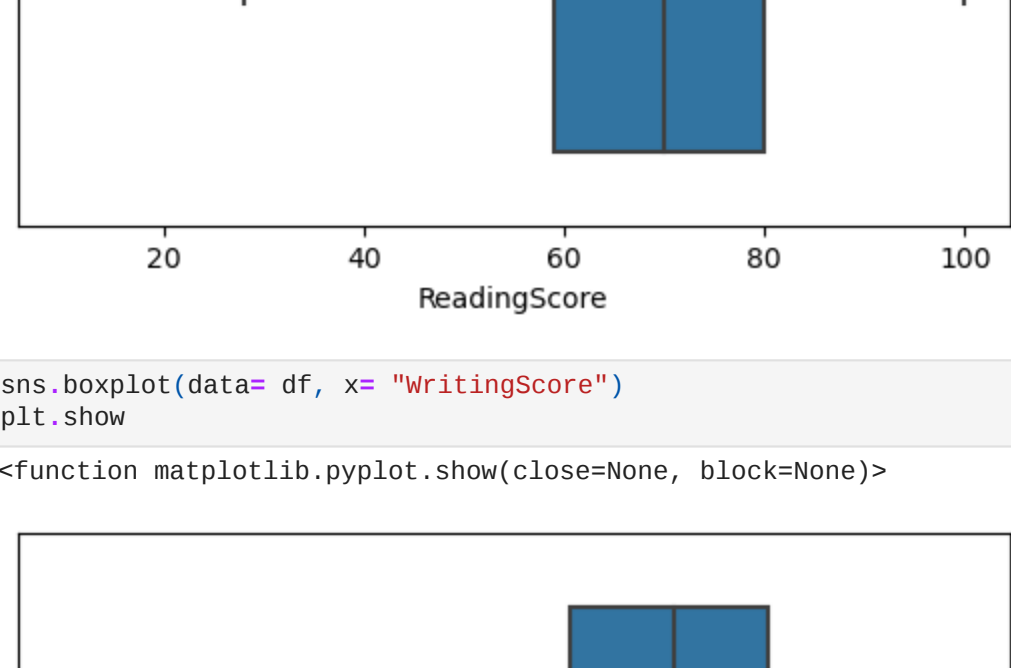 20 40 60 80 100
ReadingScore
sns.boxplot(data= df, x= "WritingScore")
plt.show
<function matplotlib.pyplot.show(close=None, block=None)>